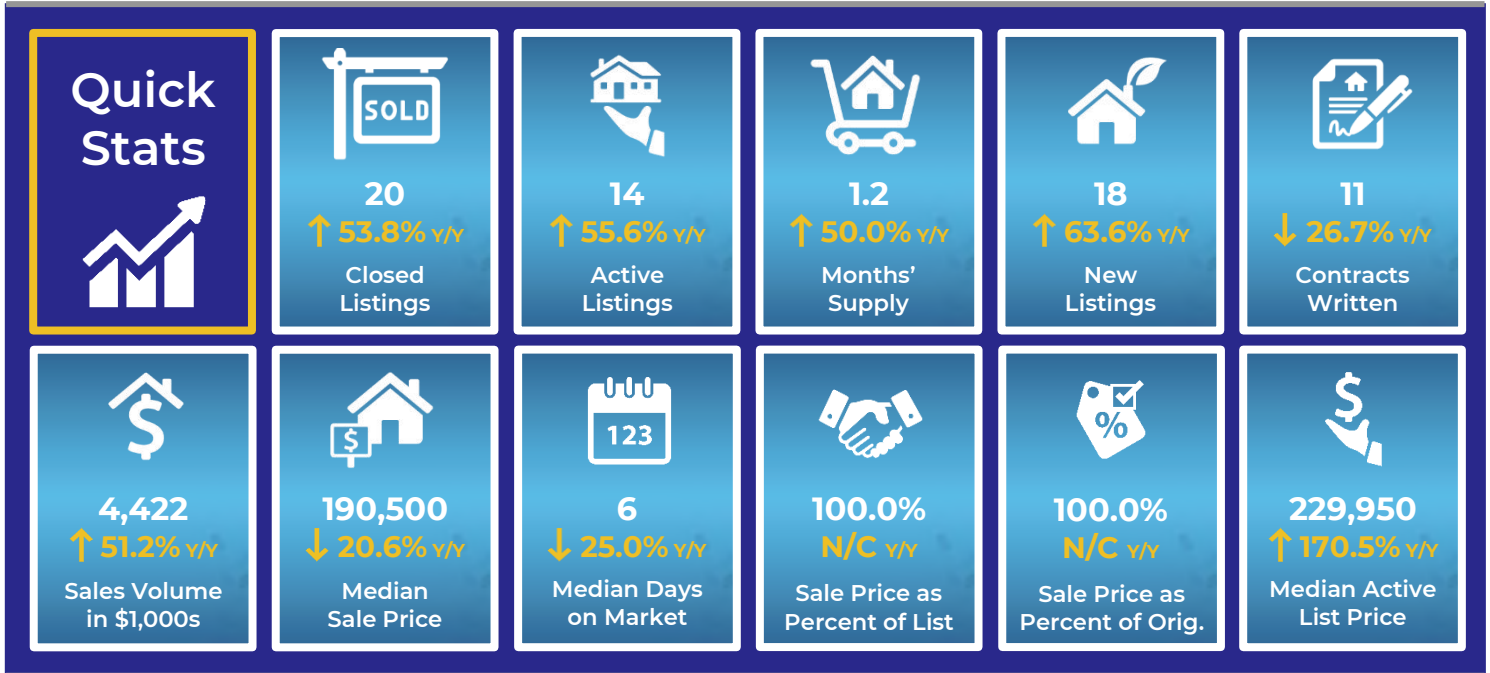 Quick
Stats
SOLD
20
↑ 53.8% Y/Y
Closed
Listings
14
↑ 55.6% Y/Y
Active
Listings
1.2
↑ 50.0% Y/Y
Months’
Supply
18
↑ 63.6% Y/Y
New
Listings
11
↓ 26.7% Y/Y
Contracts
Written
$
4,422
↑ 51.2% Y/Y
Sales Volume
in $1,000s
$
190,500
↓ 20.6% Y/Y
Median
Sale Price
123
6
↓ 25.0% Y/Y
Median Days
on Market
100.0%
N/C Y/Y
Sale Price as
Percent of List
%
100.0%
N/C Y/Y
Sale Price as
Percent of Orig.
$
229,950
↑ 170.5% Y/Y
Median Active
List Price